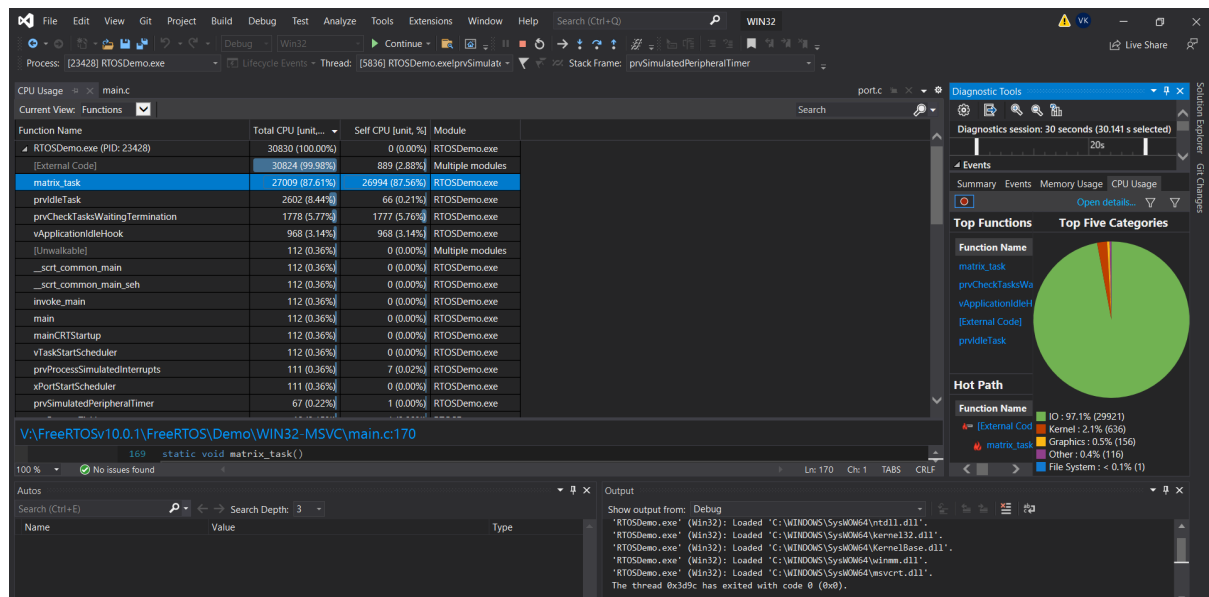 File Edit View Git Project Build Debug Test Analyze Tools Extensions Window Help Search (Ctrl+Q) WIN32 VK
Debug Win32 Continue Live Share
Process: [23428] RTOSDemo.exe Lifecycle Events Thread: [5836] RTOSDemo.exe!prvSimulate Stack Frame: prvSimulatedPeripheralTimer
CPU Usage main.c port.c
Current View: Functions Search
Function Name Total CPU [unit,... Self CPU [unit, %] Module
RTOSDemo.exe (PID: 23428) 30830 (100.00%) 0 (0.00%) RTOSDemo.exe
[External Code] 30824 (99.98%) 889 (2.88%) Multiple modules
matrix_task 27009 (87.61%) 26994 (87.56%) RTOSDemo.exe
prvIdleTask 2602 (8.44%) 66 (0.21%) RTOSDemo.exe
prvCheckTasksWaitingTermination 1778 (5.77%) 1777 (5.76%) RTOSDemo.exe
vApplicationIdleHook 968 (3.14%) 968 (3.14%) RTOSDemo.exe
[Unwalkable] 112 (0.36%) 0 (0.00%) Multiple modules
__scrt_common_main 112 (0.36%) 0 (0.00%) RTOSDemo.exe
__scrt_common_main_seh 112 (0.36%) 0 (0.00%) RTOSDemo.exe
invoke_main 112 (0.36%) 0 (0.00%) RTOSDemo.exe
main 112 (0.36%) 0 (0.00%) RTOSDemo.exe
mainCRTStartup 112 (0.36%) 0 (0.00%) RTOSDemo.exe
vTaskStartScheduler 112 (0.36%) 0 (0.00%) RTOSDemo.exe
prvProcessSimulatedInterrupts 111 (0.36%) 7 (0.02%) RTOSDemo.exe
xPortStartScheduler 111 (0.36%) 0 (0.00%) RTOSDemo.exe
prvSimulatedPeripheralTimer 67 (0.22%) 1 (0.00%) RTOSDemo.exe
V:\FreeRTOSv10.0.1\FreeRTOS\Demo\WIN32-MSVC\main.c:170
169 static void matrix_task()
100 % No issues found Ln: 170 Ch: 1 TABS CRLF
Diagnostic Tools
Diagnostics session: 30 seconds (30.141 s selected)
20s
Events
Summary Events Memory Usage CPU Usage
Open details...
Top Functions Top Five Categories
Function Name
matrix_task
prvCheckTasksWa
vApplicationIdleH
[External Code]
prvIdleTask
Hot Path
Function Name
[External Cod
matrix_task
IO : 97.1% (29921)
Kernel : 2.1% (636)
Graphics : 0.5% (156)
Other : 0.4% (116)
File System : < 0.1% (1)
Solution Explorer
Git Changes
Autos
Search (Ctrl+E) Search Depth: 3
Name Value Type
Output
Show output from: Debug
'RTOSDemo.exe' (Win32): Loaded 'C:\WINDOWS\SysWOW64\ntdll.dll'.
'RTOSDemo.exe' (Win32): Loaded 'C:\WINDOWS\SysWOW64\kernel32.dll'.
'RTOSDemo.exe' (Win32): Loaded 'C:\WINDOWS\SysWOW64\KernelBase.dll'.
'RTOSDemo.exe' (Win32): Loaded 'C:\WINDOWS\SysWOW64\winmm.dll'.
'RTOSDemo.exe' (Win32): Loaded 'C:\WINDOWS\SysWOW64\msvcrt.dll'.
The thread 0x3d9c has exited with code 0 (0x0).